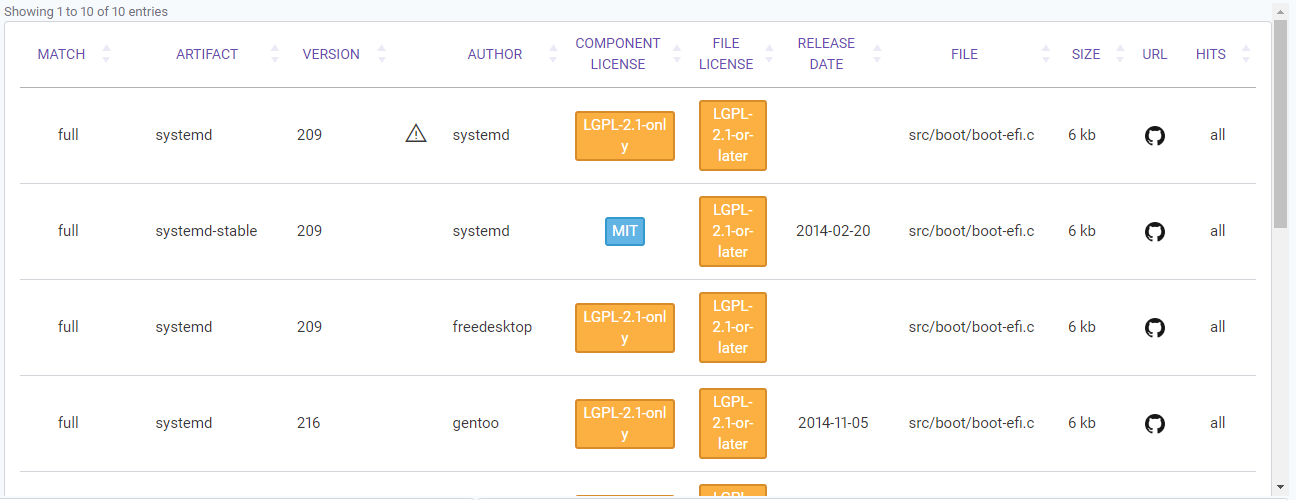 Showing 1 to 10 of 10 entries
MATCH ARTIFACT VERSION AUTHOR COMPONENT LICENSE FILE LICENSE RELEASE DATE FILE SIZE URL HITS
full systemd 209 systemd LGPL-2.1-only LGPL-2.1-or-later src/boot/boot-efi.c 6 kb all
full systemd-stable 209 systemd MIT LGPL-2.1-or-later 2014-02-20 src/boot/boot-efi.c 6 kb all
full systemd 209 freedesktop LGPL-2.1-only LGPL-2.1-or-later src/boot/boot-efi.c 6 kb all
full systemd 216 gentoo LGPL-2.1-only LGPL-2.1-or-later 2014-11-05 src/boot/boot-efi.c 6 kb all